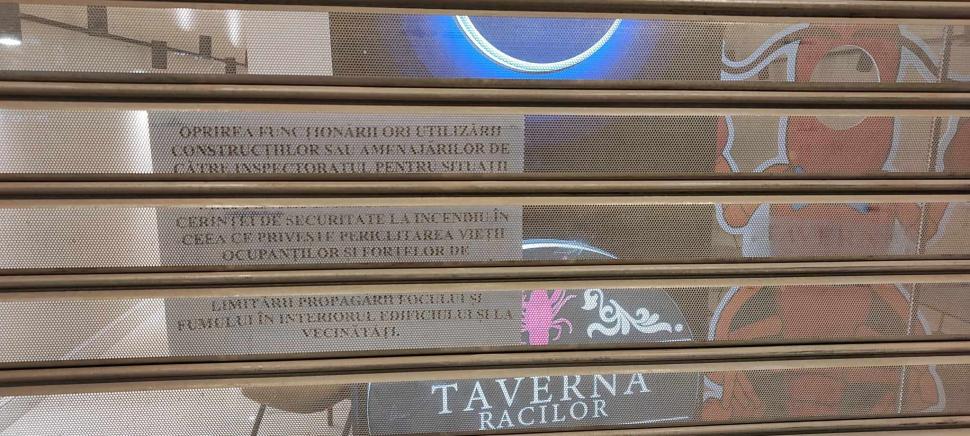 OPRIREA FUNCȚIONĂRII ORI UTILIZĂRII
CONSTRUCȚIILOR SAU AMENAJĂRILOR DE
CĂTRE INSPECTORATUL PENTRU SITUAȚII
CERINȚEI DE SECURITATE LA INCENDIU ÎN
CEEA CE PRIVEȘTE PERICLITAREA VIEȚII
OCUPANȚILOR ȘI FORȚELOR DE
LIMITĂRII PROPAGĂRII FOCULUI ȘI
FUMULUI ÎN INTERIORUL EDIFICIULUI SI LA
VECINĂTĂȚI.
TAVERNA
RACILOR